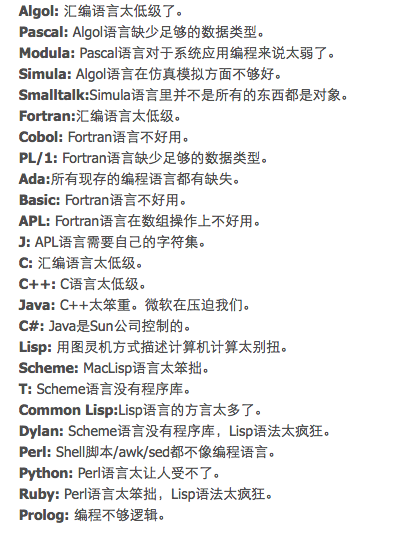 Algol: 汇编语言太低级了。
Pascal: Algol语言缺少足够的数据类型。
Modula: Pascal语言对于系统应用编程来说太弱了。
Simula: Algol语言在仿真模拟方面不够好。
Smalltalk:Simula语言里并不是所有的东西都是对象。
Fortran:汇编语言太低级。
Cobol: Fortran语言不好用。
PL/1: Fortran语言缺少足够的数据类型。
Ada:所有现存的编程语言都有缺失。
Basic: Fortran语言不好用。
APL: Fortran语言在数组操作上不好用。
J: APL语言需要自己的字符集。
C: 汇编语言太低级。
C++: C语言太低级。
Java: C++太笨重。微软在压迫我们。
C#: Java是Sun公司控制的。
Lisp: 用图灵机方式描述计算机计算太别扭。
Scheme: MacLisp语言太笨拙。
T: Scheme语言没有程序库。
Common Lisp:Lisp语言的方言太多了。
Dylan: Scheme语言没有程序库，Lisp语法太疯狂。
Perl: Shell脚本/awk/sed都不像编程语言。
Python: Perl语言太让人受不了。
Ruby: Perl语言太笨拙，Lisp语法太疯狂。
Prolog: 编程不够逻辑。